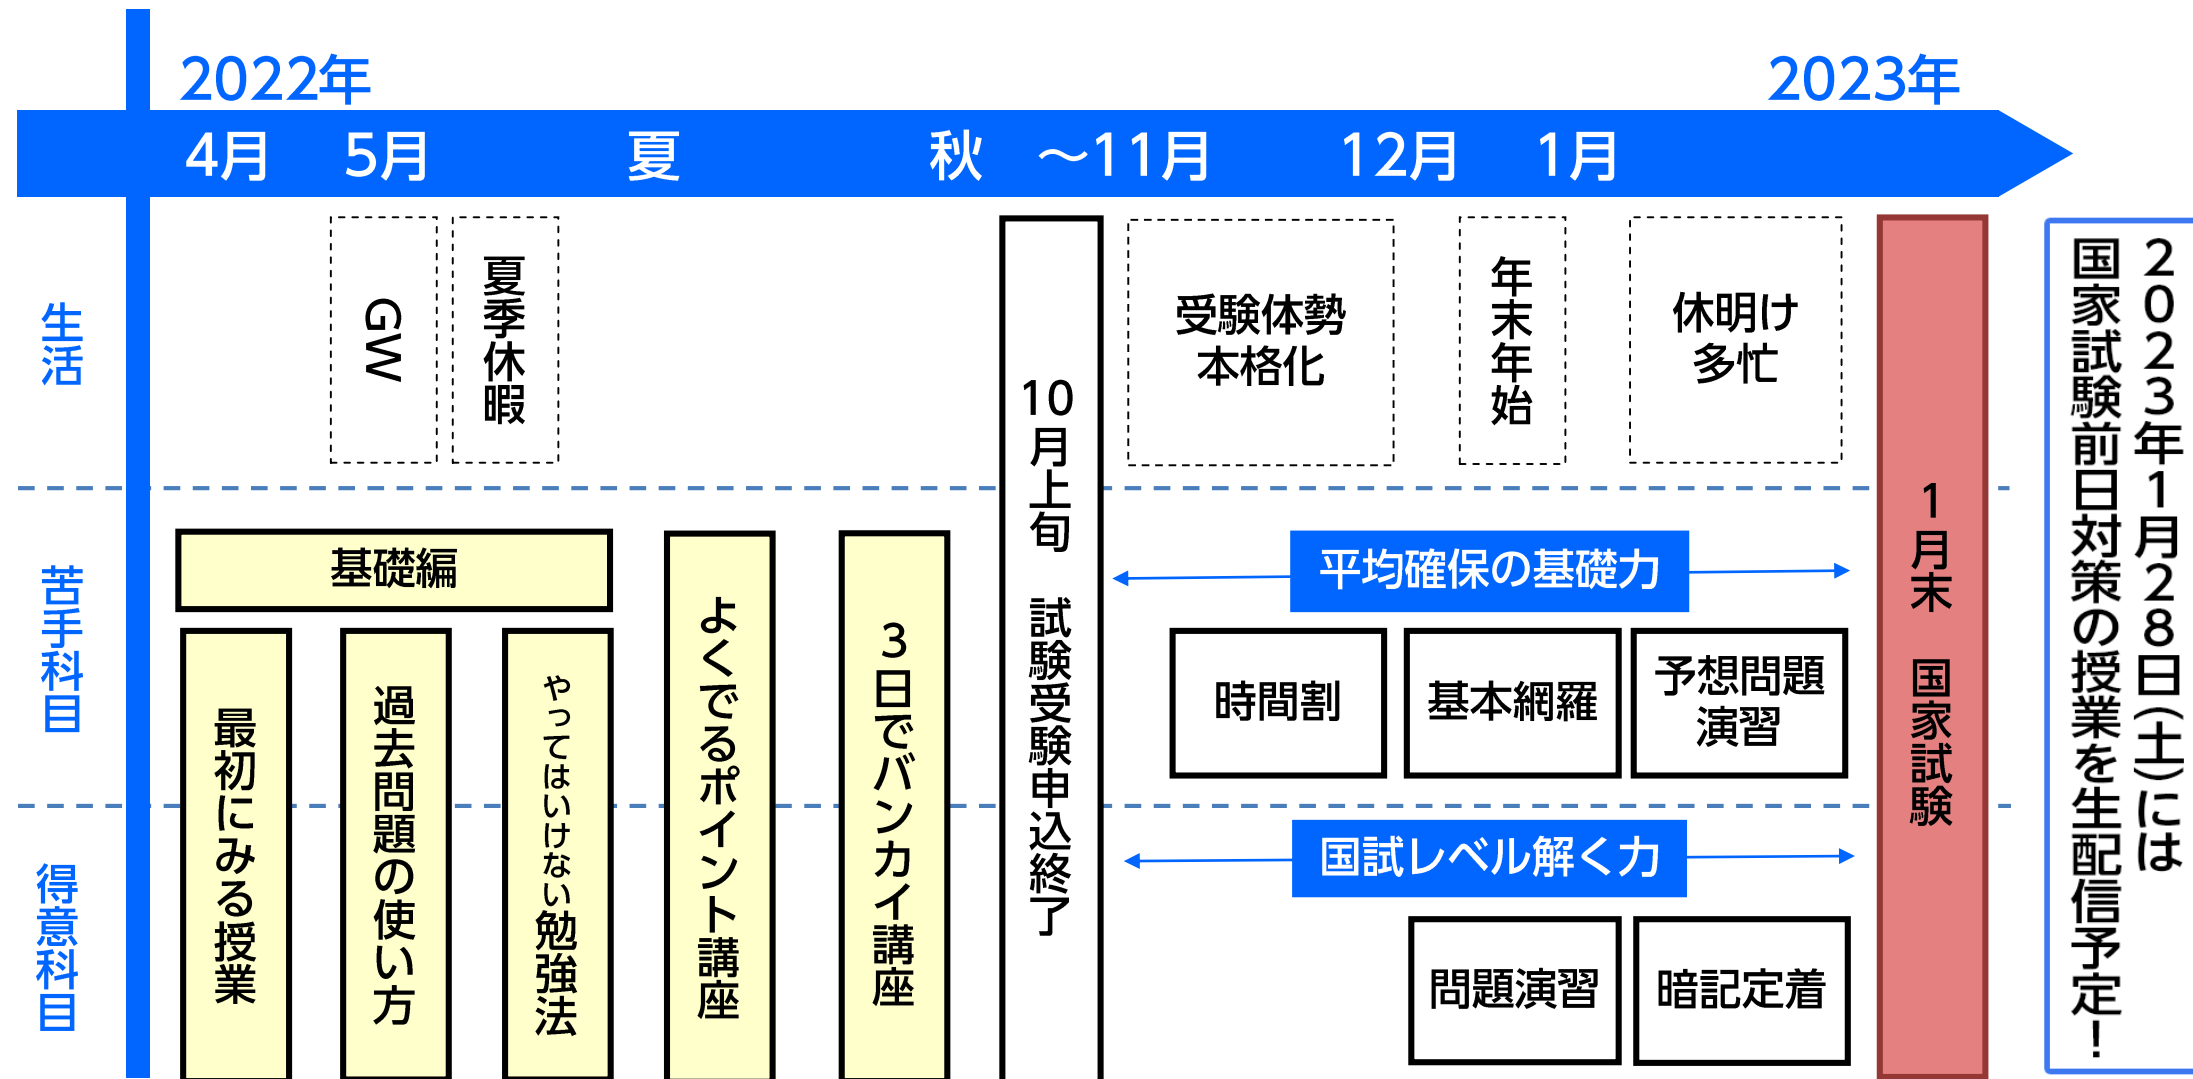 2022年
2023年
4月
5月
夏
秋
～11月
12月
1月
生活
GW
夏季休暇
受験体勢
本格化
年末年始
休明け
多忙
苦手科目
得意科目
基礎編
最初にみる授業
過去問題の使い方
やってはいけない勉強法
よくでるポイント講座
3日でバンカイ講座
10月上旬　試験受験申込終了
平均確保の基礎力
時間割
基本網羅
予想問題
演習
国試レベル解く力
問題演習
暗記定着
1月末　国家試験
2023年1月28日(土)には
国家試験前日対策の授業を生配信予定！